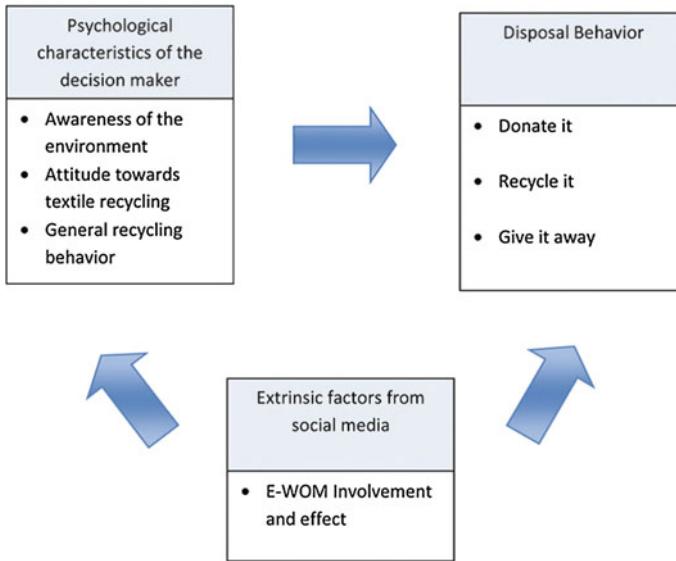 Psychological
characteristics of the
decision maker
• Awareness of the
environment
• Attitude towards
textile recycling
• General recycling
behavior
Disposal Behavior
• Donate it
• Recycle it
• Give it away
Extrinsic factors from
social media
• E-WOM Involvement
and effect